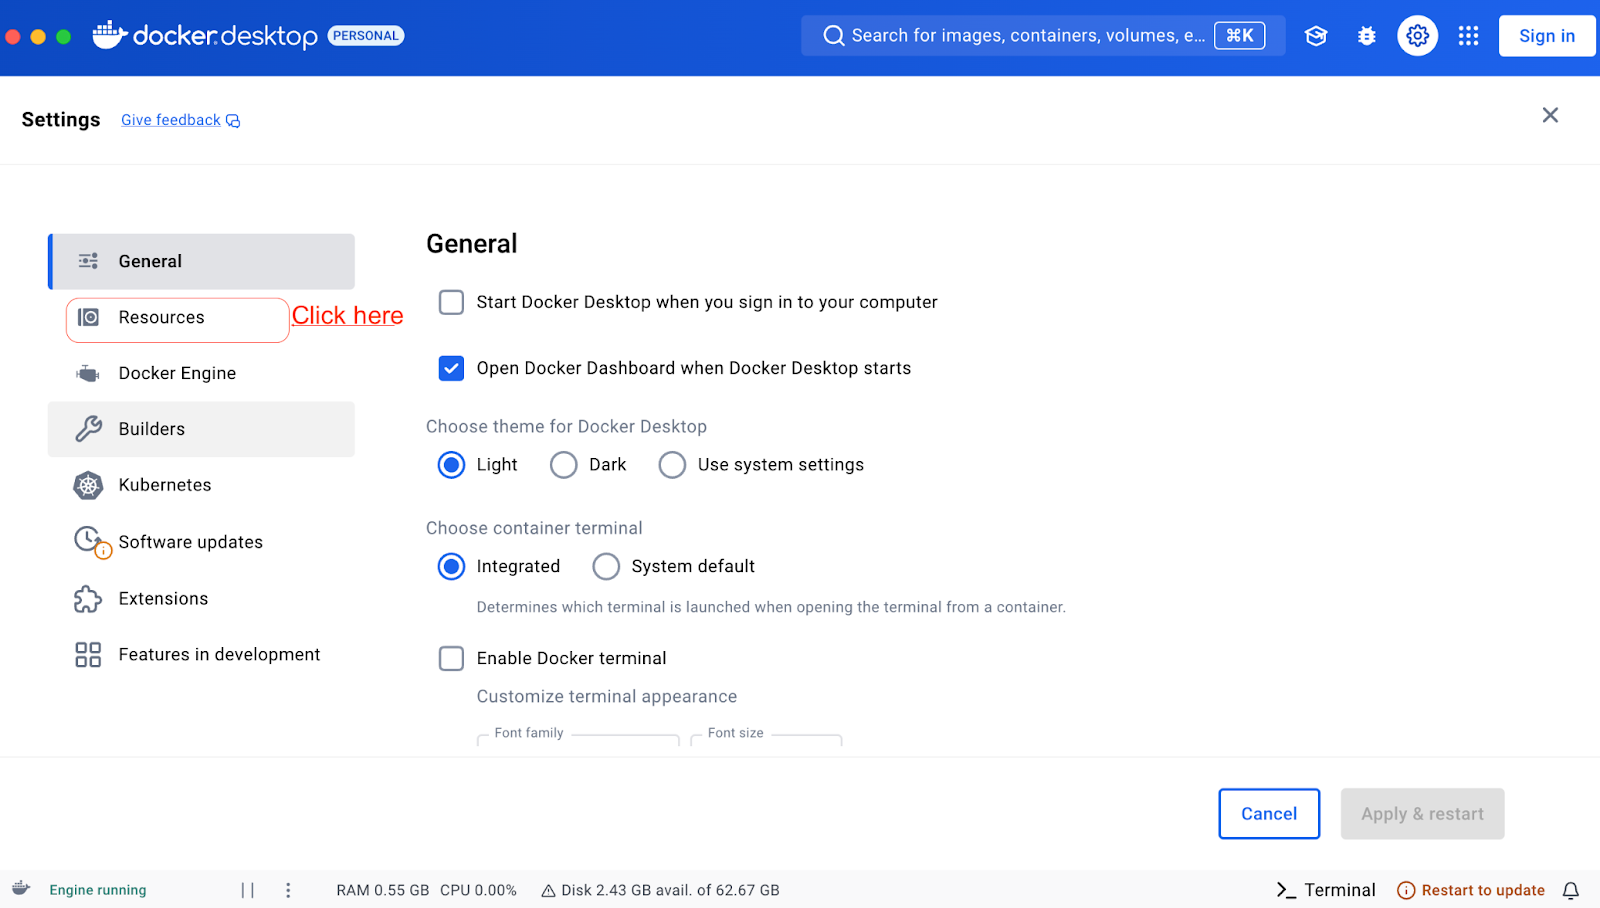 docker.desktop PERSONAL
Search for images, containers, volumes, e... ⌘K
Sign in
Settings Give feedback
General
Resources
Click here
Docker Engine
Builders
Kubernetes
Software updates
Extensions
Features in development
General
Start Docker Desktop when you sign in to your computer
Open Docker Dashboard when Docker Desktop starts
Choose theme for Docker Desktop
Light Dark Use system settings
Choose container terminal
Integrated System default
Determines which terminal is launched when opening the terminal from a container.
Enable Docker terminal
Customize terminal appearance
Font family Font size
Cancel Apply & restart
Engine running RAM 0.55 GB CPU 0.00% Disk 2.43 GB avail. of 62.67 GB Terminal Restart to update